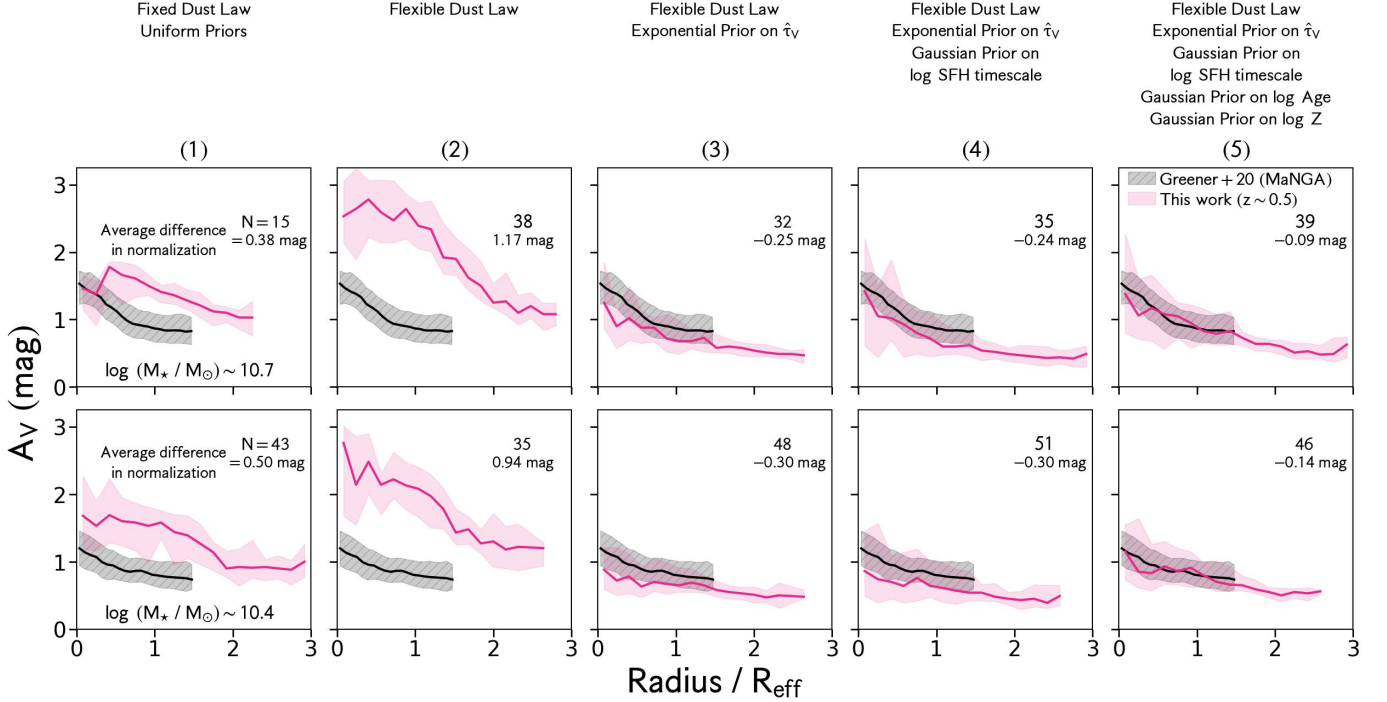 Fixed Dust Law
Uniform Priors
Flexible Dust Law
Flexible Dust Law
Exponential Prior on τ̂V
Flexible Dust Law
Exponential Prior on τ̂V
Gaussian Prior on
log SFH timescale
Flexible Dust Law
Exponential Prior on τ̂V
Gaussian Prior on
log SFH timescale
Gaussian Prior on log Age
Gaussian Prior on log Z
(1)
(2)
(3)
(4)
(5)
AV (mag)
3
2
1
0
Average difference
in normalization
N = 15
= 0.38 mag
log (M⋆ / M⊙) ~ 10.7
38
1.17 mag
32
−0.25 mag
35
−0.24 mag
Greener + 20 (MaNGA)
This work (z ~ 0.5)
39
−0.09 mag
3
2
1
0
Average difference
in normalization
N = 43
= 0.50 mag
log (M⋆ / M⊙) ~ 10.4
35
0.94 mag
48
−0.30 mag
51
−0.30 mag
46
−0.14 mag
0 1 2 3
0 1 2 3
0 1 2 3
0 1 2 3
0 1 2 3
Radius / Reff